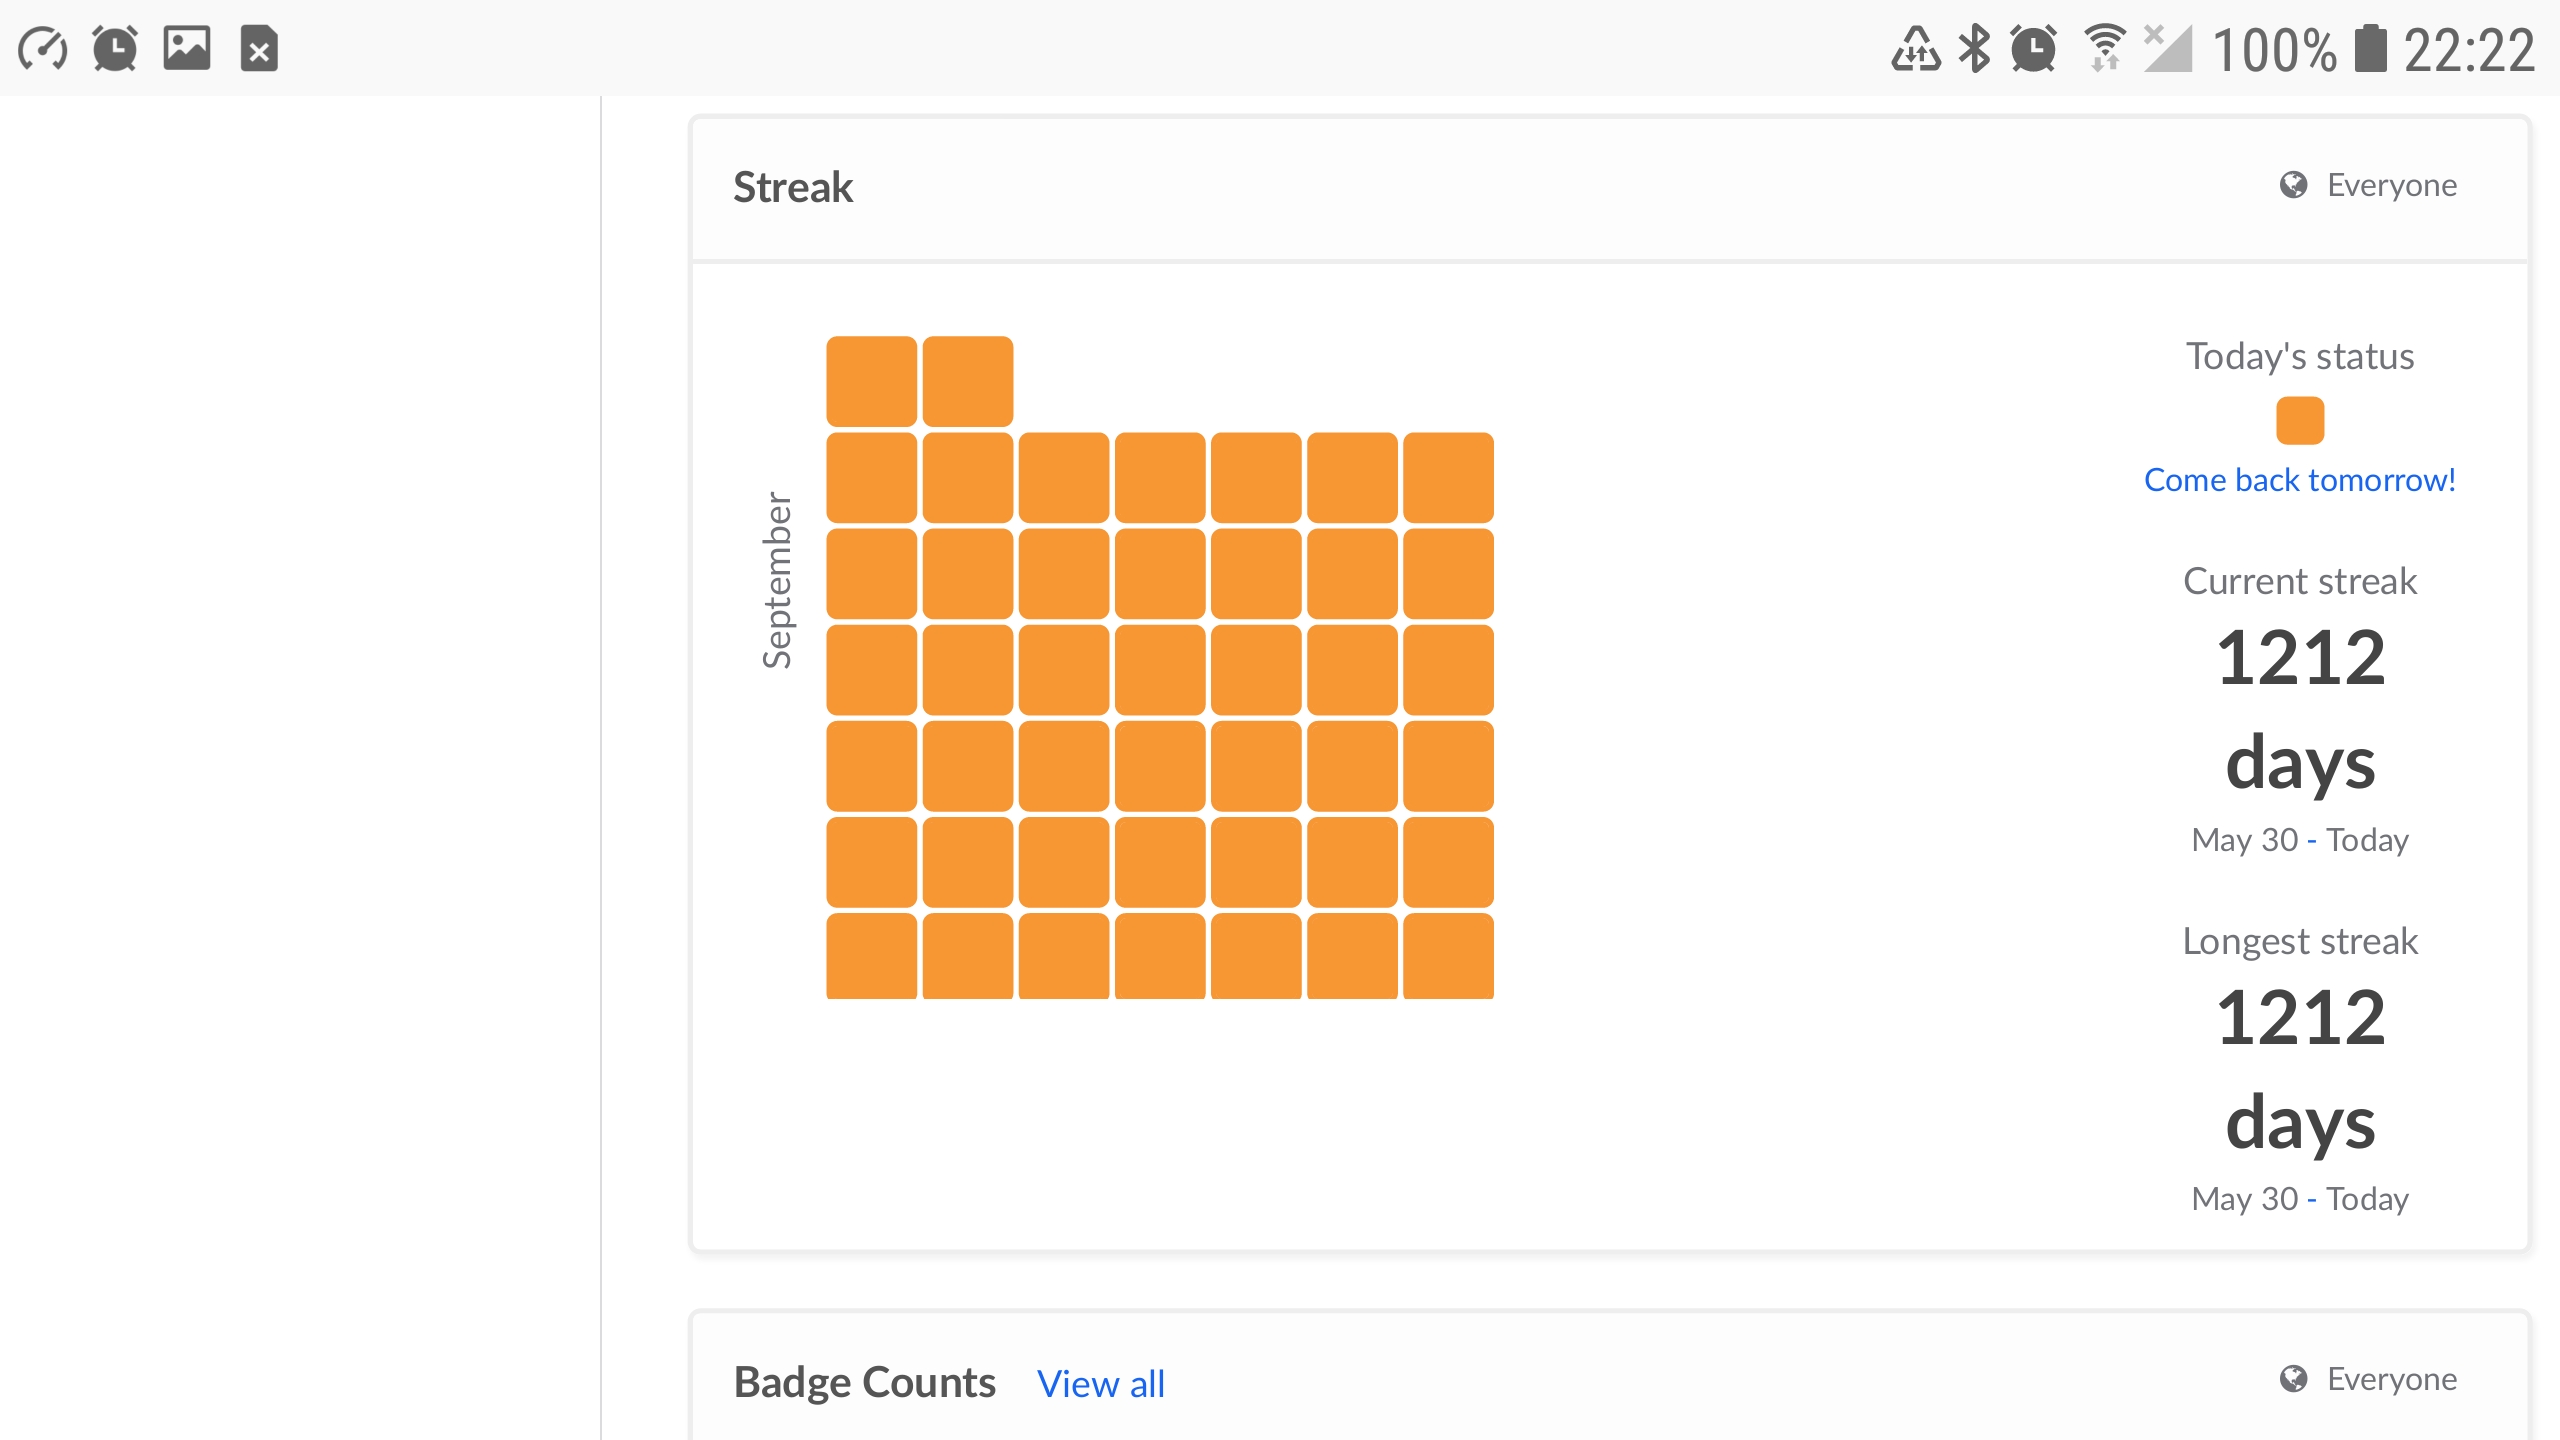 100% 22:22
Streak
Everyone
September
Today's status
Come back tomorrow!
Current streak
1212
days
May 30 - Today
Longest streak
1212
days
May 30 - Today
Badge Counts View all
Everyone